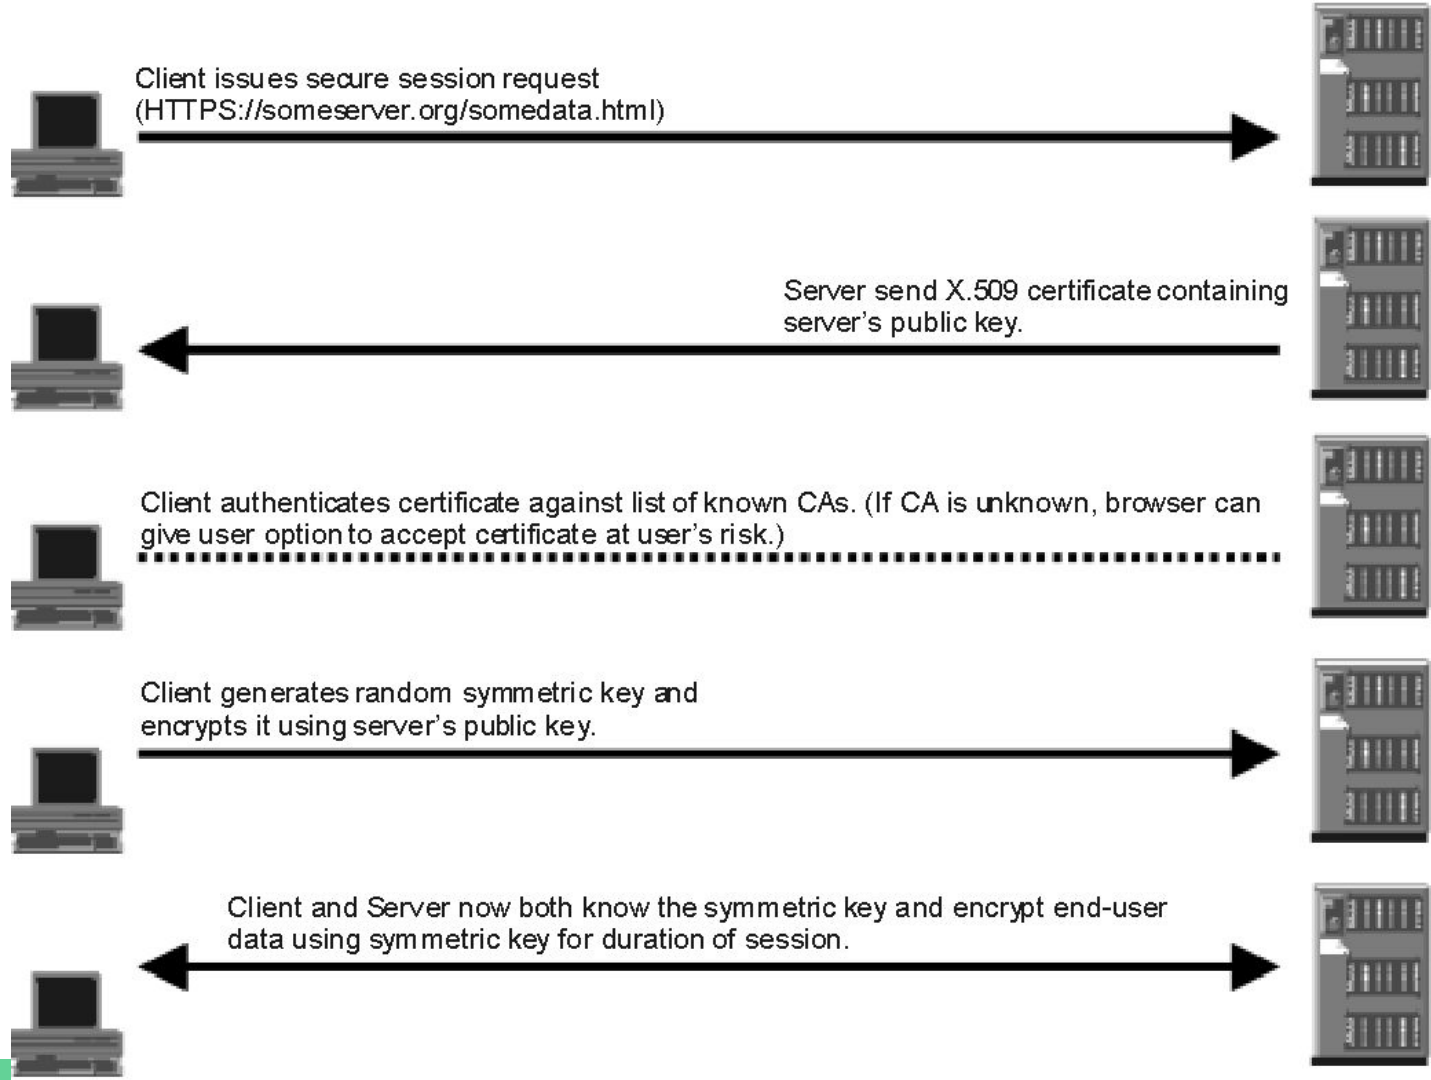 Client issues secure session request
(HTTPS://someserver.org/somedata.html)
Server send X.509 certificate containing
server's public key.
Client authenticates certificate against list of known CAs. (If CA is unknown, browser can
give user option to accept certificate at user's risk.)
Client generates random symmetric key and
encrypts it using server's public key.
Client and Server now both know the symmetric key and encrypt end-user
data using symmetric key for duration of session.